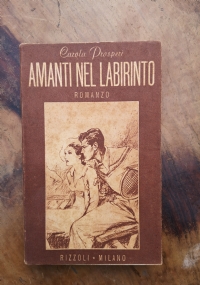 Carola Prosperi
AMANTI NEL LABIRINTO
ROMANZO
RIZZOLI • MILANO